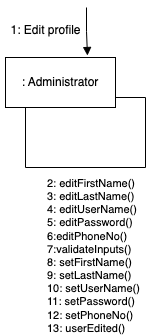 1: Edit profile
: Administrator
2: editFirstName()
3: editLastName()
4: editUserName()
5: editPassword()
6:editPhoneNo()
7:validateInputs()
8: setFirstName()
9: setLastName()
10: setUserName()
11: setPassword()
12: setPhoneNo()
13: userEdited()